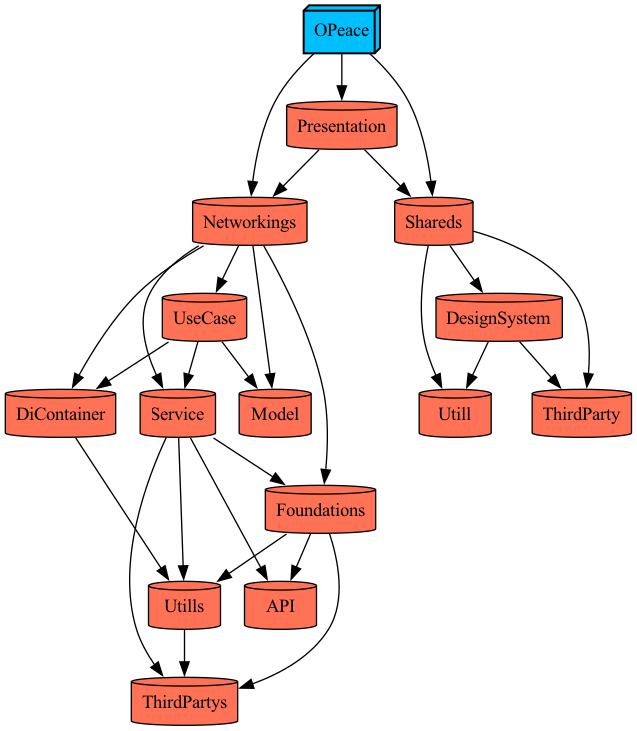 OPeace
Presentation
Networkings
Shareds
UseCase
DesignSystem
DiContainer
Service
Model
Utill
ThirdParty
Foundations
Utills
API
ThirdPartys